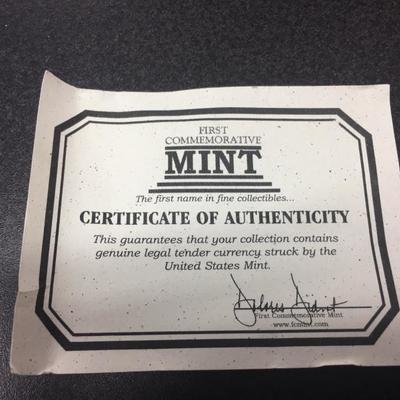 FIRST
COMMEMORATIVE
MINT
The first name in fine collectibles...
CERTIFICATE OF AUTHENTICITY
This guarantees that your collection contains
genuine legal tender currency struck by the
United States Mint.
First Commemorative Mint
www.fcmint.com